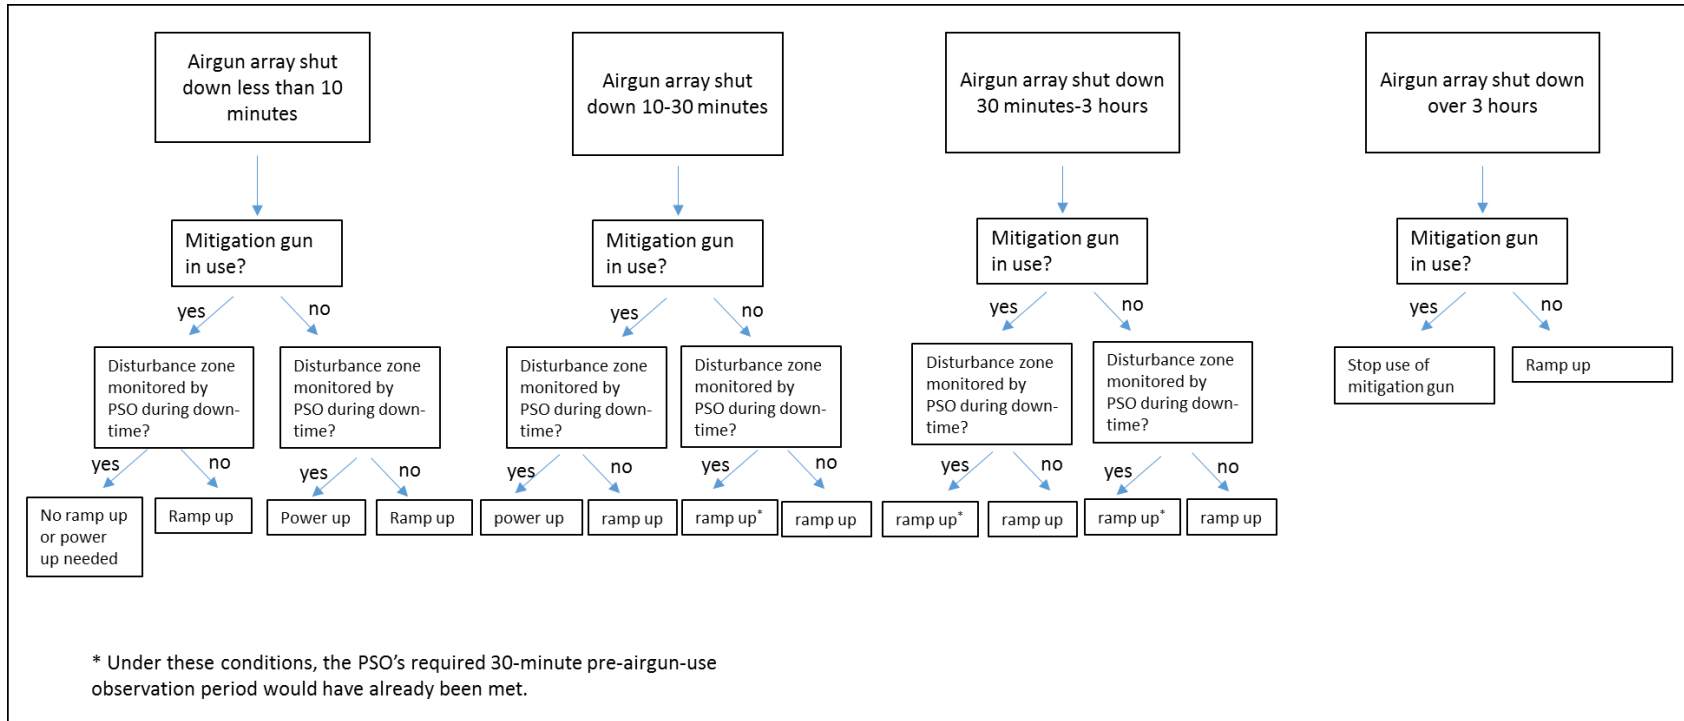 Airgun array shut
down less than 10
minutes
Airgun array shut
down 10-30 minutes
Airgun array shut down
30 minutes-3 hours
Airgun array shut down
over 3 hours
Mitigation gun
in use?
Mitigation gun
in use?
Mitigation gun
in use?
Mitigation gun
in use?
yes
no
yes
no
yes
no
yes
no
Disturbance zone
monitored by
PSO during down-
time?
Disturbance zone
monitored by
PSO during down-
time?
Disturbance zone
monitored by
PSO during down-
time?
Disturbance zone
monitored by
PSO during down-
time?
Disturbance zone
monitored by
PSO during down-
time?
Disturbance zone
monitored by
PSO during down-
time?
Stop use of
mitigation gun
Ramp up
yes
no
yes
no
yes
no
yes
no
yes
no
yes
no
No ramp up
or power
up needed
Ramp up
Power up
Ramp up
power up
ramp up
ramp up*
ramp up
ramp up*
ramp up
ramp up*
ramp up
* Under these conditions, the PSO’s required 30-minute pre-airgun-use
observation period would have already been met.